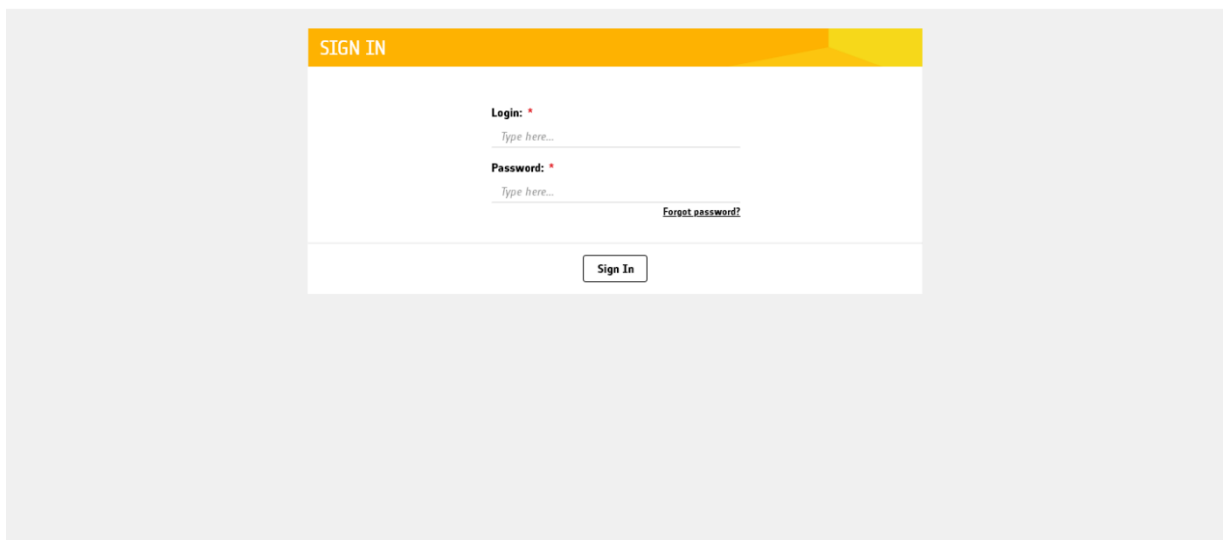 SIGN IN
Login: *
Type here...
Password: *
Type here...
Forgot password?
Sign In